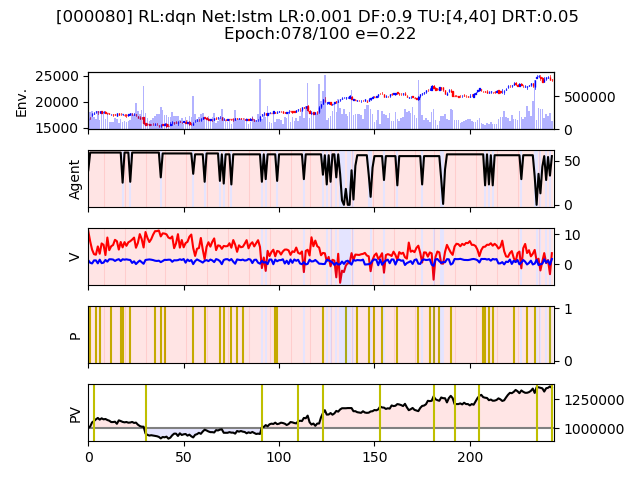 [000080] RL:dqn Net:lstm LR:0.001 DF:0.9 TU:[4,40] DRT:0.05
Epoch:078/100 e=0.22
Env.
25000
20000
15000
500000
0
Agent
50
0
V
10
0
P
1
0
PV
1250000
1000000
0 50 100 150 200